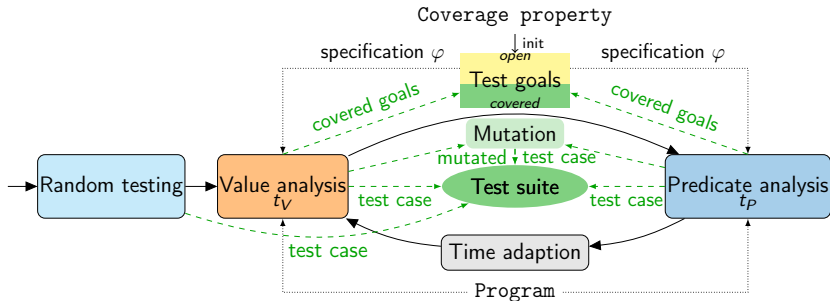 Coverage property
init
specification φ
specification φ
open
Test goals
covered
covered goals
covered goals
Mutation
mutated
test case
Random testing
Value analysis
t_V
Test suite
Predicate analysis
t_P
test case
test case
test case
Time adaption
Program